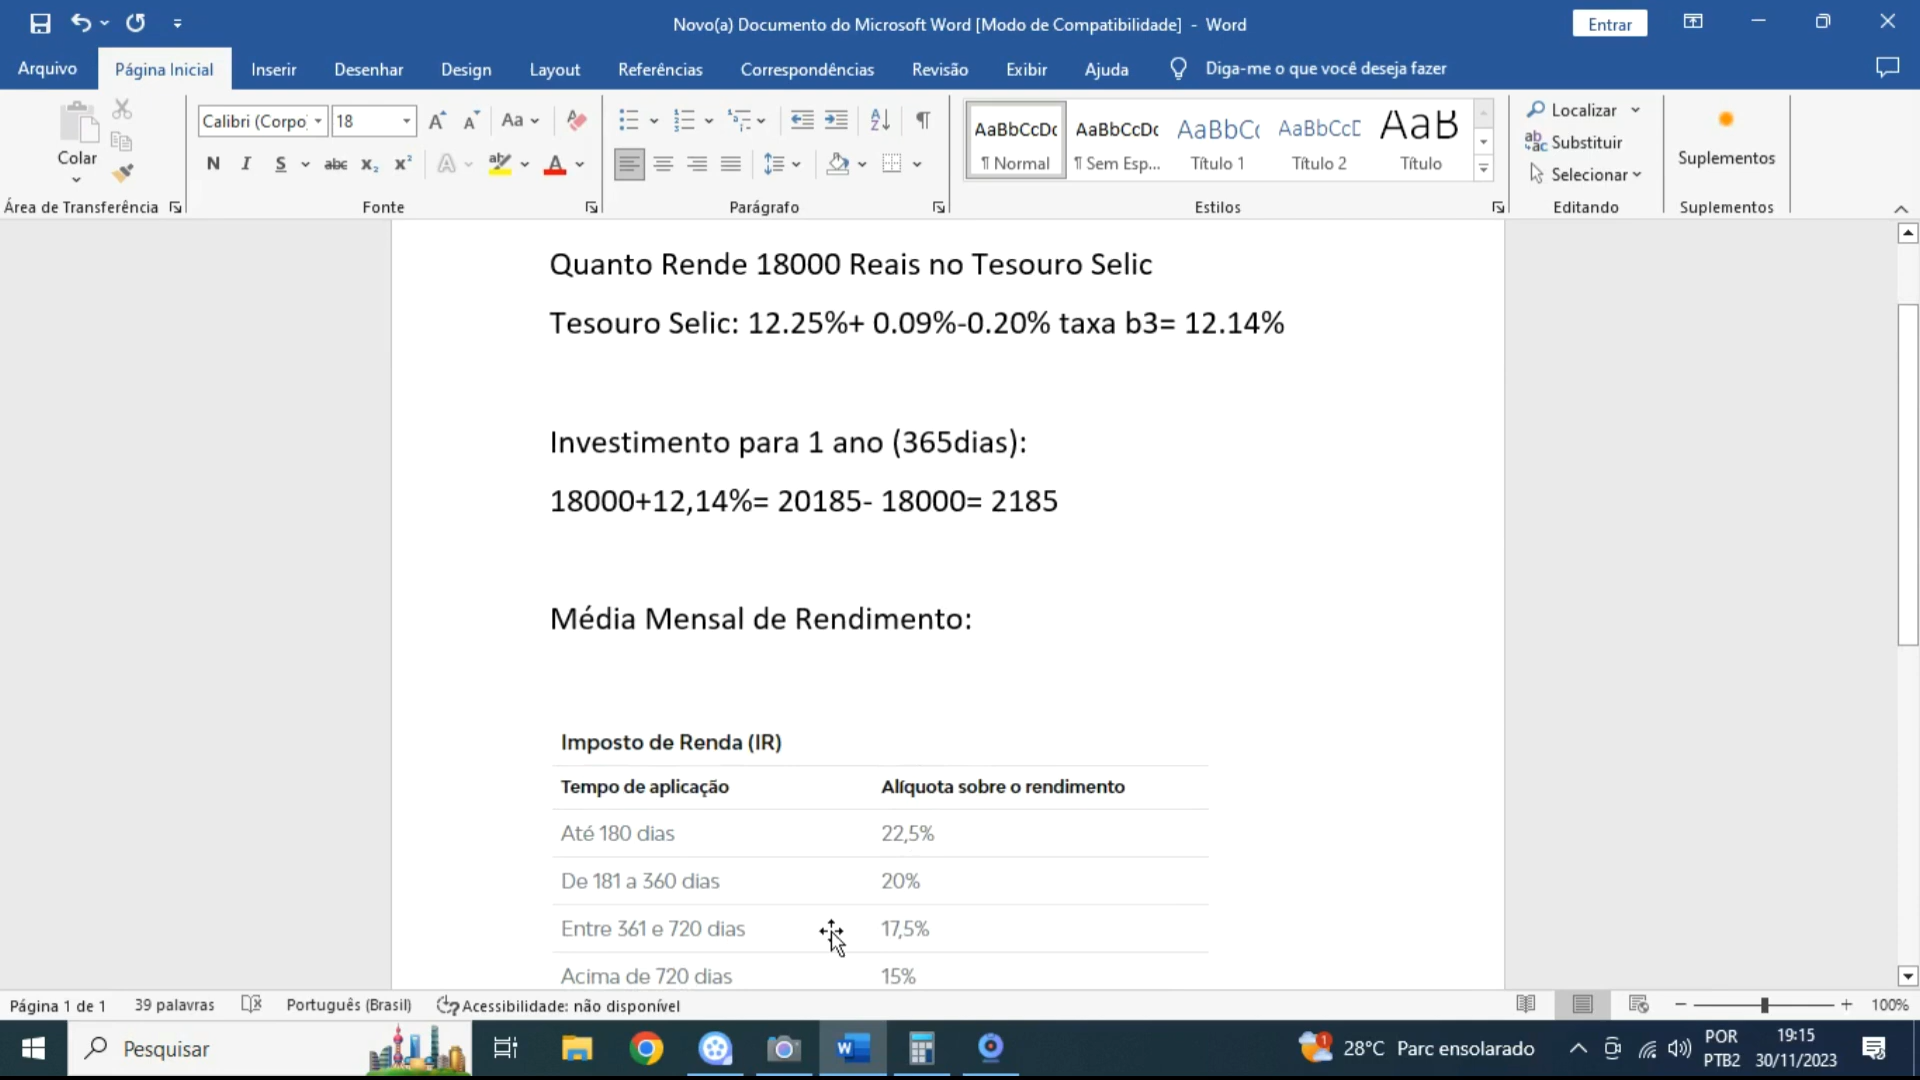 Novo(a) Documento do Microsoft Word [Modo de Compatibilidade] - Word
Entrar
Arquivo
Página Inicial
Inserir
Desenhar
Design
Layout
Referências
Correspondências
Revisão
Exibir
Ajuda
Diga-me o que você deseja fazer
Colar
Área de Transferência
Calibri (Corpo
18
Aa
N I S abc x₂ x²
Fonte
Parágrafo
AaBbCcDc
¶ Normal
AaBbCcDc
¶ Sem Esp...
AaBbCc
Título 1
AaBbCcD
Título 2
AaB
Título
Estilos
Localizar
Substituir
Selecionar
Editando
Suplementos
Suplementos
Quanto Rende 18000 Reais no Tesouro Selic
Tesouro Selic: 12.25%+ 0.09%-0.20% taxa b3= 12.14%
Investimento para 1 ano (365dias):
18000+12,14%= 20185- 18000= 2185
Média Mensal de Rendimento:
Imposto de Renda (IR)
Tempo de aplicação Alíquota sobre o rendimento
Até 180 dias 22,5%
De 181 a 360 dias 20%
Entre 361 e 720 dias 17,5%
Acima de 720 dias 15%
Página 1 de 1 39 palavras Português (Brasil) Acessibilidade: não disponível 100%
Pesquisar
28°C Parc ensolarado
POR
PTB2
19:15
30/11/2023